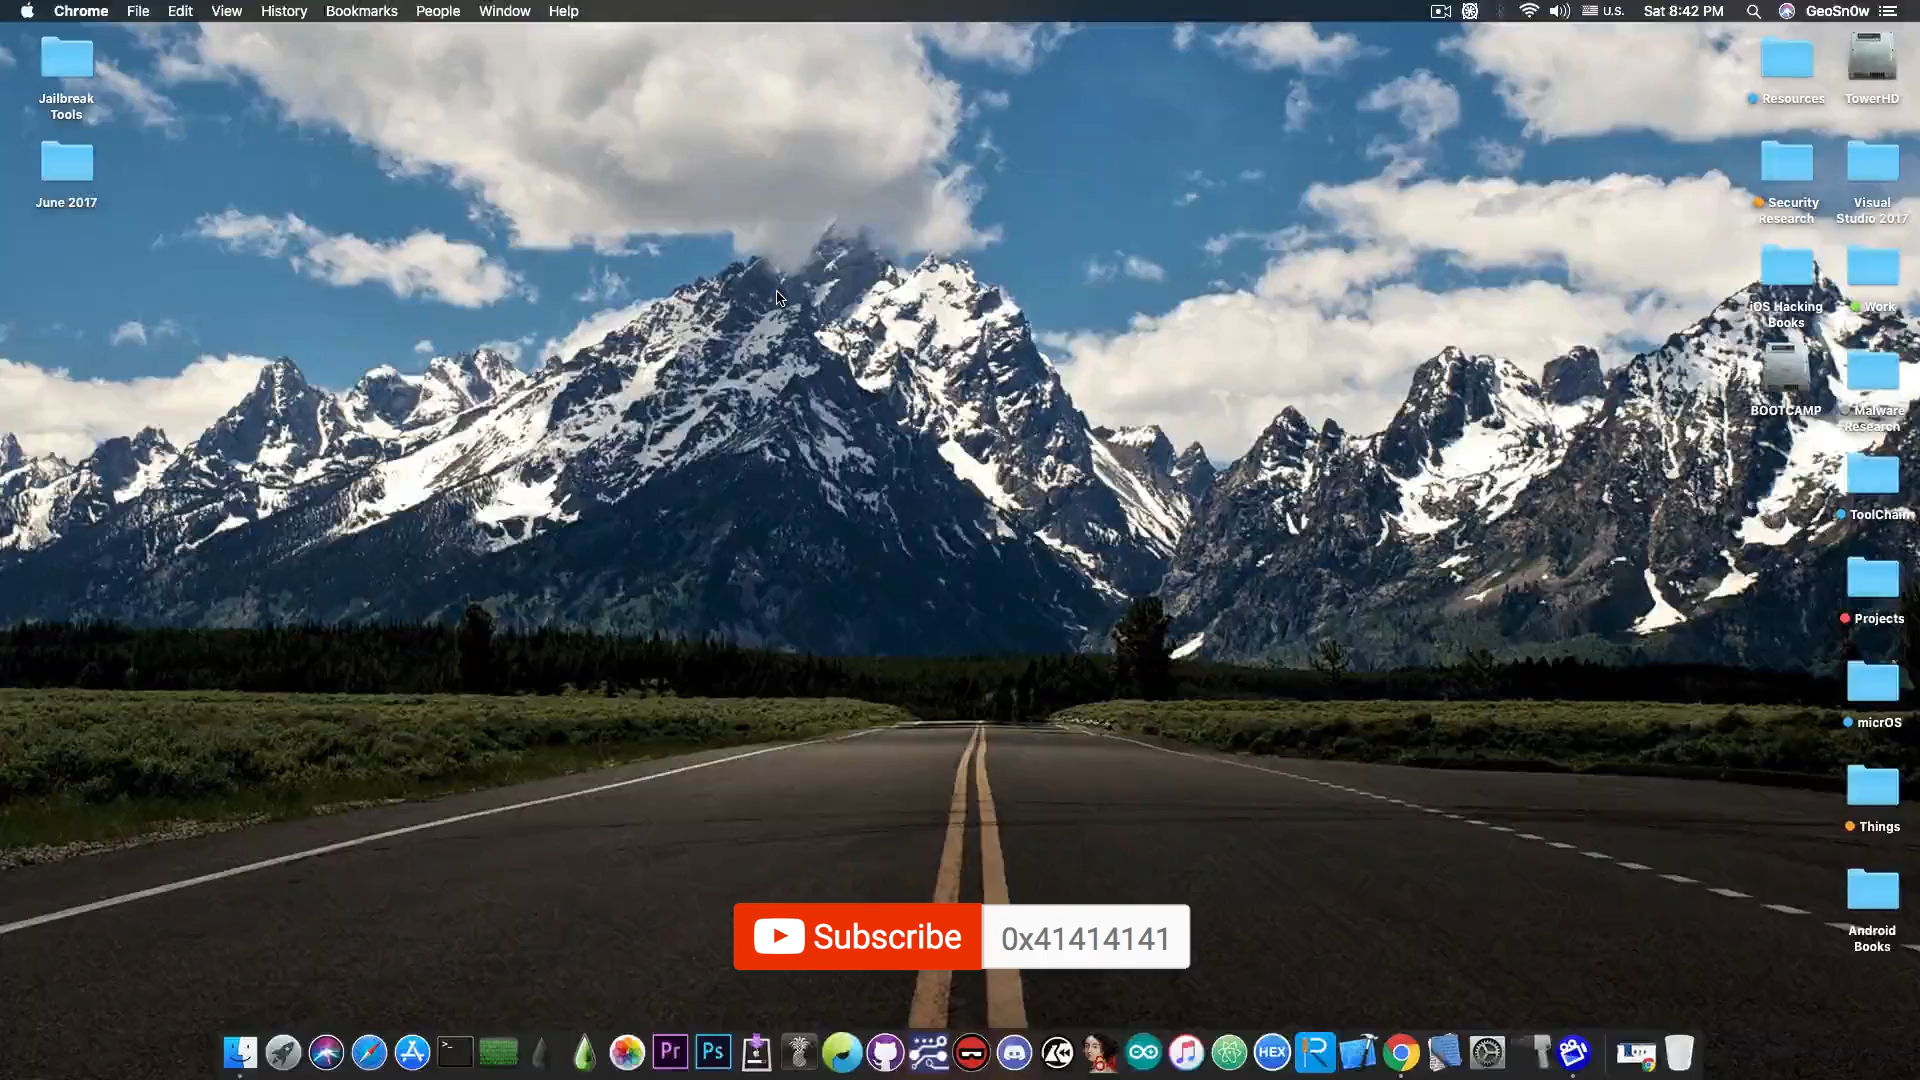 Chrome File Edit View History Bookmarks People Window Help
U.S. Sat 8:42 PM GeoSn0w
Jailbreak
Tools
June 2017
Resources
TowerHD
Security
Research
Visual
Studio 2017
iOS Hacking
Books
Work
BOOTCAMP
Malware
Research
ToolChain
Projects
micrOS
Things
Android
Books
Subscribe 0x41414141
Pr
Ps
HEX